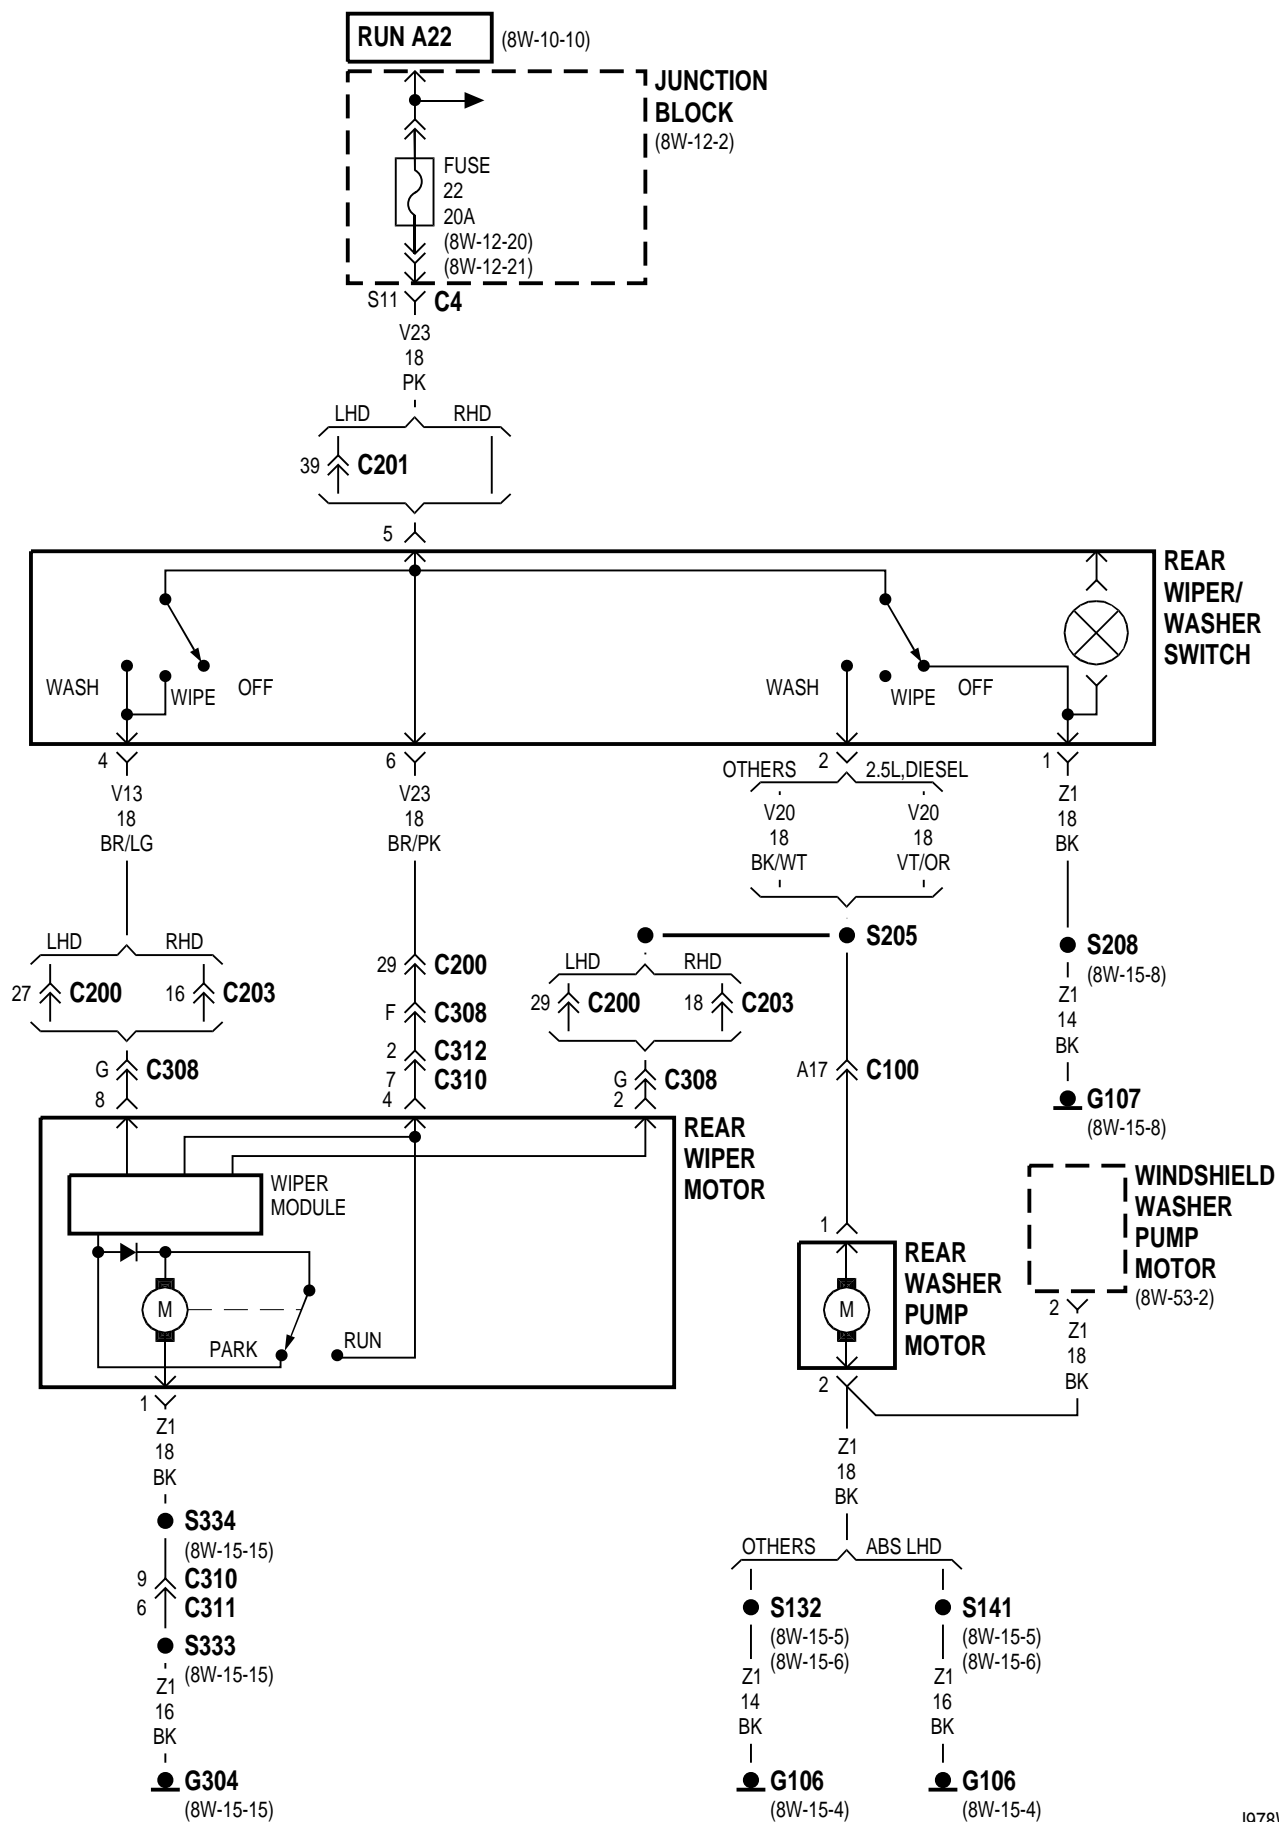 RUN A22 (8W-10-10)
JUNCTION
BLOCK
(8W-12-2)
FUSE
22
20A
(8W-12-20)
(8W-12-21)
S11 C4
V23
18
PK
LHD RHD
39 C201
5
REAR
WIPER/
WASHER
SWITCH
WASH WIPE OFF
WASH WIPE OFF
4 6 2 1
OTHERS 2.5L,DIESEL
V13
18
BR/LG
V23
18
BR/PK
V20
18
BK/WT
V20
18
VT/OR
Z1
18
BK
S205
S208
(8W-15-8)
LHD RHD
27 C200 16 C203
29 C200
F C308
2 C312
7 C310
4
LHD RHD
29 C200 18 C203
Z1
14
BK
G C308
8
G C308
2
A17 C100
G107
(8W-15-8)
REAR
WIPER
MOTOR
WIPER
MODULE
M
PARK RUN
1
REAR
WASHER
PUMP
MOTOR
M
2
WINDSHIELD
WASHER
PUMP
MOTOR
(8W-53-2)
2
Z1
18
BK
1
Z1
18
BK
S334
(8W-15-15)
9 C310
6 C311
S333
(8W-15-15)
Z1
16
BK
G304
(8W-15-15)
Z1
18
BK
OTHERS ABS LHD
S132
(8W-15-5)
(8W-15-6)
Z1
14
BK
G106
(8W-15-4)
S141
(8W-15-5)
(8W-15-6)
Z1
16
BK
G106
(8W-15-4)